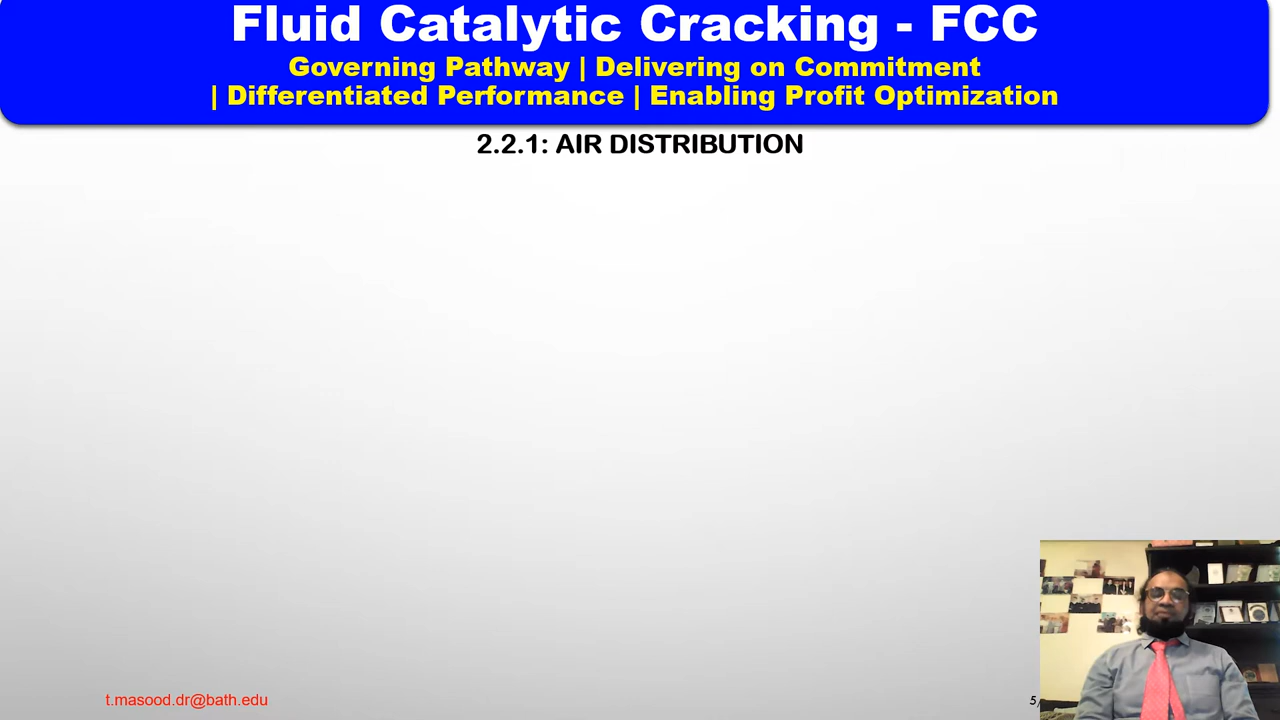 Fluid Catalytic Cracking - FCC
Governing Pathway | Delivering on Commitment
| Differentiated Performance | Enabling Profit Optimization
2.2.1: AIR DISTRIBUTION
t.masood.dr@bath.edu
5/